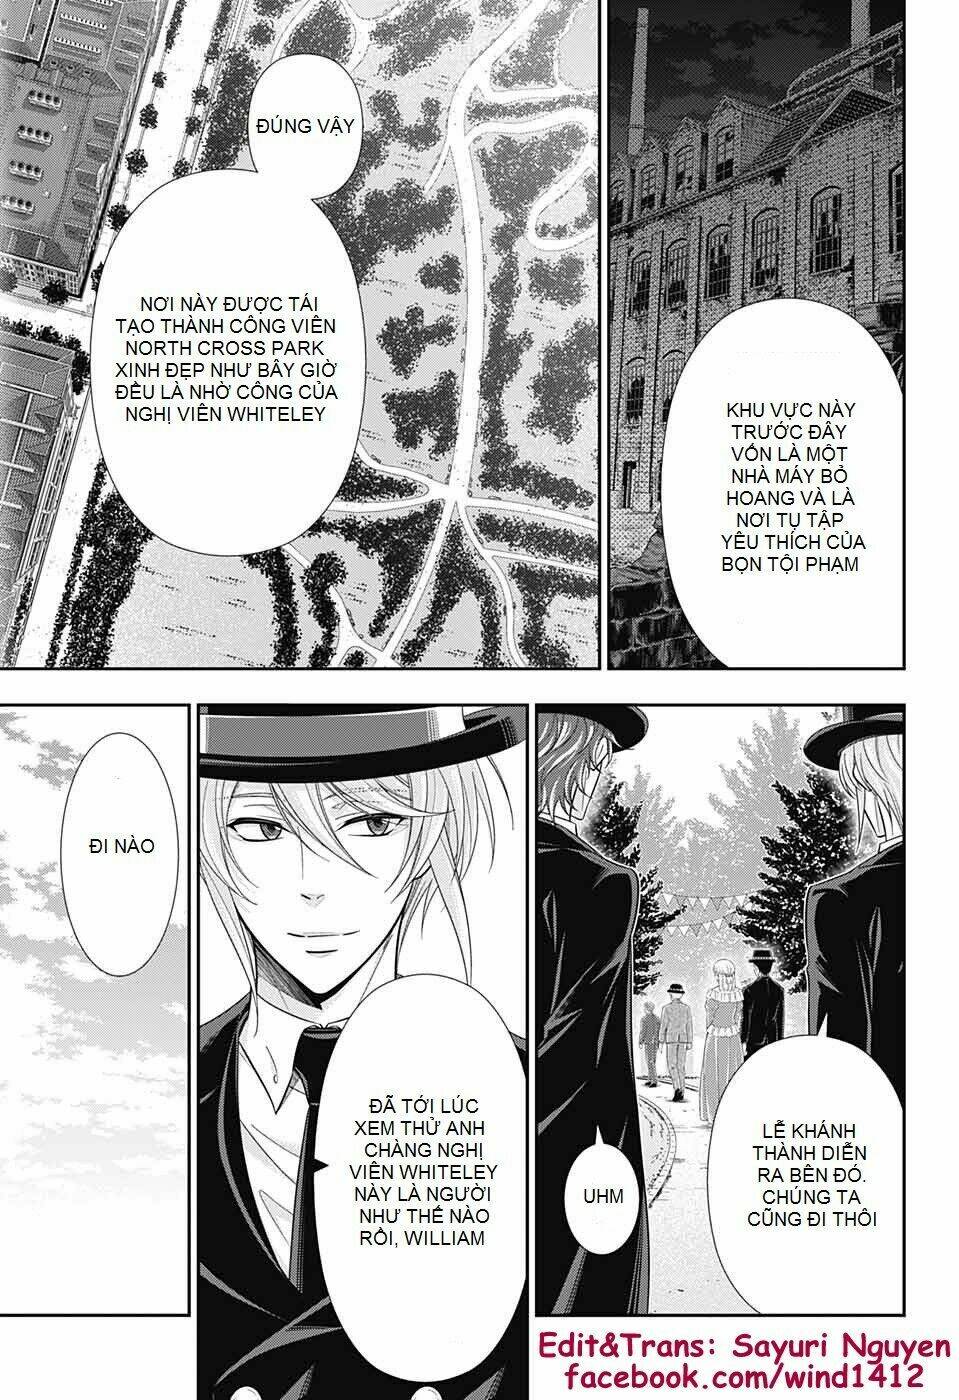 KHU VỰC NÀY
TRƯỚC ĐÂY
VỐN LÀ MỘT
NHÀ MÁY BỎ
HOANG VÀ LÀ
NƠI TỤ TẬP
YÊU THÍCH CỦA
BỌN TỘI PHẠM
ĐÚNG VẬY
NƠI NÀY ĐƯỢC TÁI
TẠO THÀNH CÔNG VIÊN
NORTH CROSS PARK
XINH ĐẸP NHƯ BÂY GIỜ
ĐỀU LÀ NHỜ CÔNG CỦA
NGHỊ VIÊN WHITELEY
LỄ KHÁNH
THÀNH DIỄN
RA BÊN ĐÓ.
CHÚNG TA
CŨNG ĐI THÔI
UHM
ĐÃ TỚI LÚC
XEM THỬ ANH
CHÀNG NGHỊ
VIÊN WHITELEY
NÀY LÀ NGƯỜI
NHƯ THẾ NÀO
RỒI, WILLIAM
ĐI NÀO
Edit&Trans: Sayuri Nguyen
facebook.com/wind1412